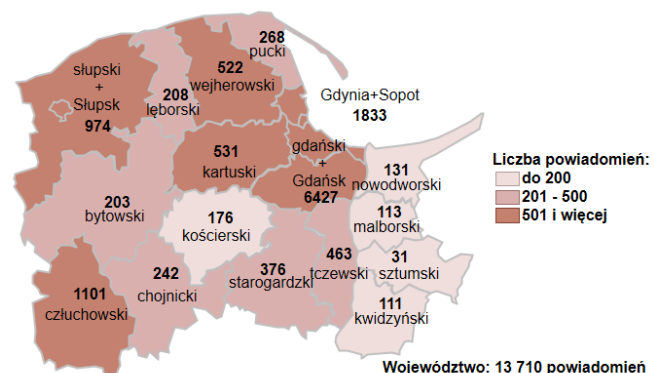 268
pucki
522
wejherowski
słupski
+
Słupsk
974
208
lęborski
Gdynia+Sopot
1833
531
kartuski
gdański
+
Gdańsk
6427
131
nowodworski
203
bytowski
176
kościerski
113
malborski
242
chojnicki
376
starogardzki
463
tczewski
31
sztumski
1101
człuchowski
111
kwidzyński
Liczba powiadomień:
do 200
201 - 500
501 i więcej
Województwo: 13 710 powiadomień